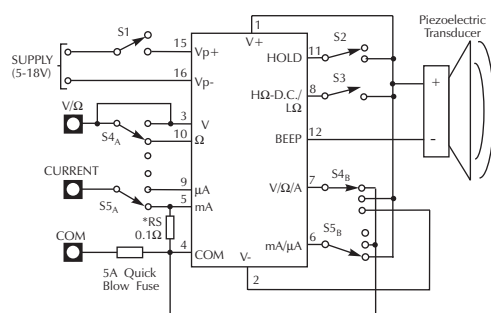 1
V+
S1
SUPPLY
(5-18V)
15
Vp+
16
Vp-
V/Ω
S4A
3
V
10
Ω
CURRENT
S5A
9
μA
5
mA
*RS
0.1Ω
COM
4
COM
5A Quick
Blow Fuse
V-
2
HOLD
11
S2
HΩ-D.C./
LΩ
8
S3
BEEP
12
V/Ω/A
7
S4B
mA/μA
6
S5B
Piezoelectric
Transducer
+
-